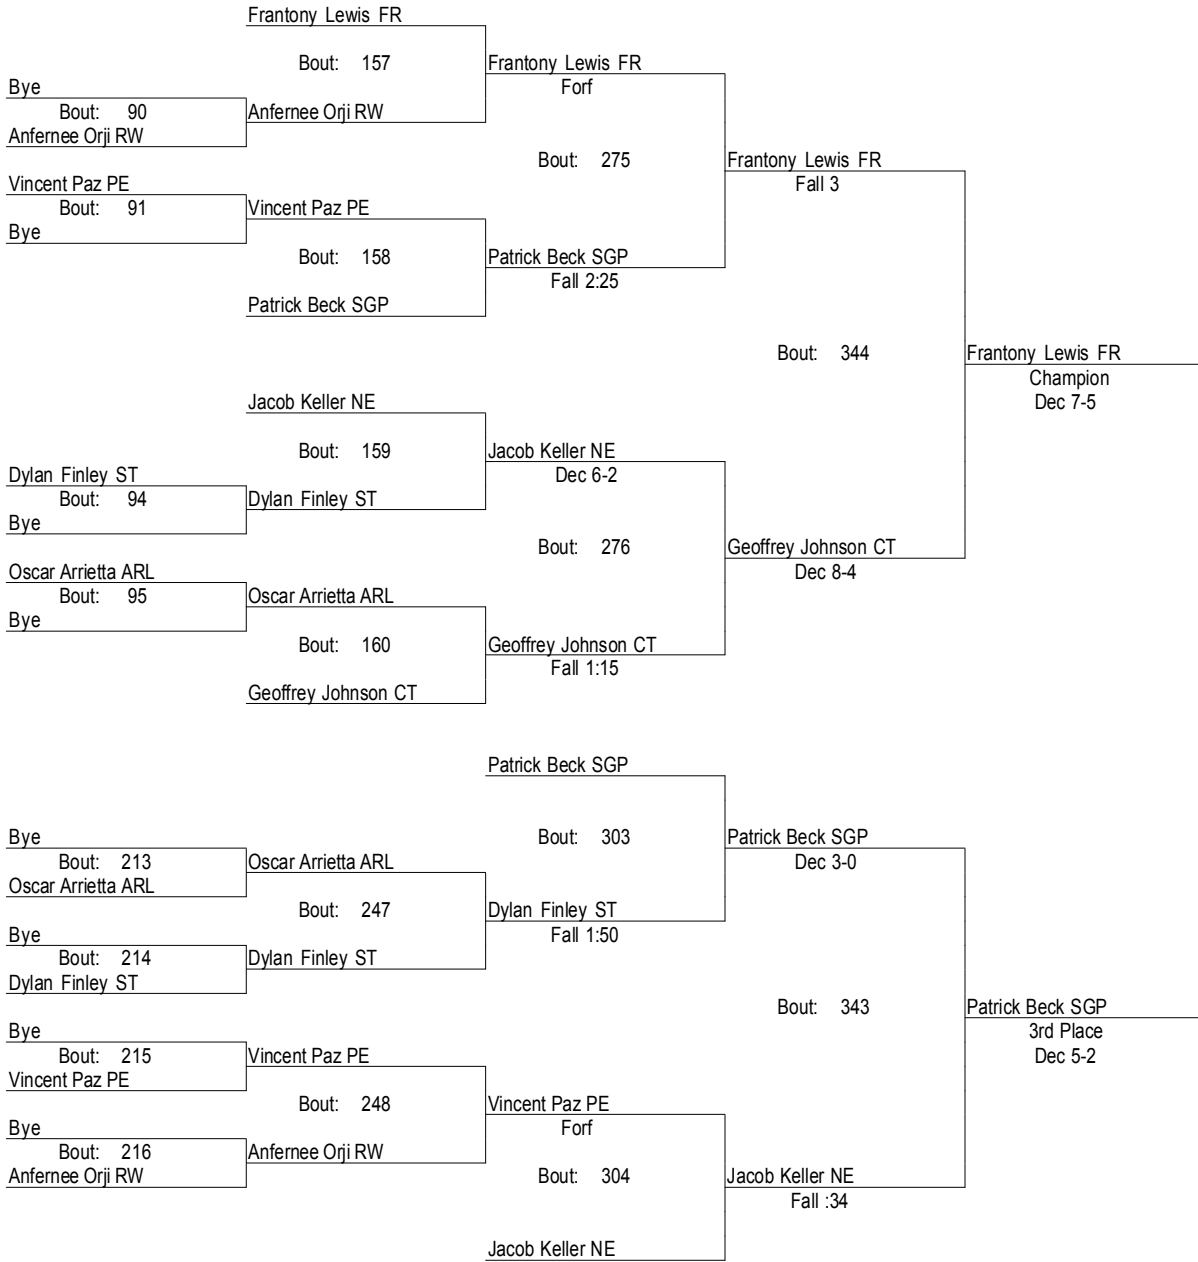 Frantony Lewis FR
Bout: 157
Frantony Lewis FR
Bye
Forf
Bout: 90
Anfernee Orji RW
Anfernee Orji RW
Bout: 275
Frantony Lewis FR
Vincent Paz PE
Fall 3
Bout: 91
Vincent Paz PE
Bye
Bout: 158
Patrick Beck SGP
Fall 2:25
Patrick Beck SGP
Bout: 344
Frantony Lewis FR
Champion
Dec 7-5
Jacob Keller NE
Bout: 159
Jacob Keller NE
Dylan Finley ST
Dec 6-2
Bout: 94
Dylan Finley ST
Bye
Bout: 276
Geoffrey Johnson CT
Oscar Arrietta ARL
Dec 8-4
Bout: 95
Oscar Arrietta ARL
Bye
Bout: 160
Geoffrey Johnson CT
Fall 1:15
Geoffrey Johnson CT
Patrick Beck SGP
Bye
Bout: 303
Patrick Beck SGP
Bout: 213
Oscar Arrietta ARL
Dec 3-0
Oscar Arrietta ARL
Bout: 247
Dylan Finley ST
Bye
Fall 1:50
Bout: 214
Dylan Finley ST
Dylan Finley ST
Bout: 343
Patrick Beck SGP
Bye
3rd Place
Bout: 215
Vincent Paz PE
Dec 5-2
Vincent Paz PE
Bout: 248
Vincent Paz PE
Bye
Forf
Bout: 216
Anfernee Orji RW
Anfernee Orji RW
Bout: 304
Jacob Keller NE
Fall :34
Jacob Keller NE